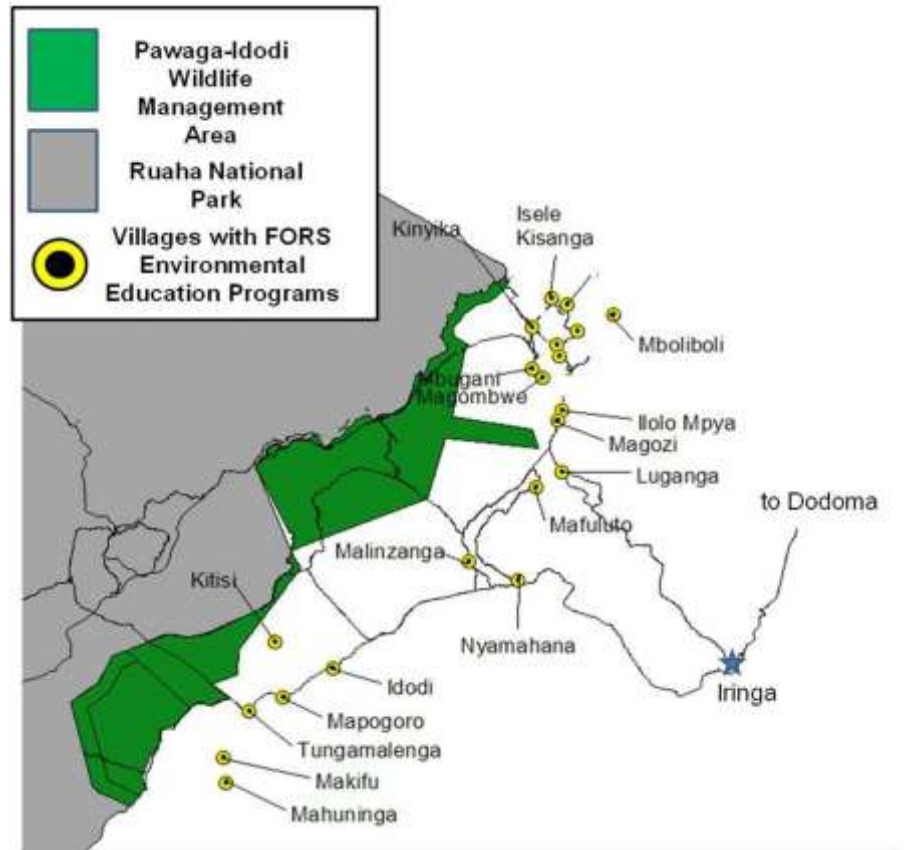 Pawaga-Idodi
Wildlife
Management
Area
Ruaha National
Park
Villages with FORS
Environmental
Education Programs
Kinyika
Isele
Kisanga
Mboliboli
Mbugani
Magombwe
Ilolo Mpya
Magozi
Luganga
to Dodoma
Mafuluto
Malinzanga
Kitisi
Nyamahana
Idodi
Iringa
Mapogoro
Tungamalenga
Makifu
Mahuninga